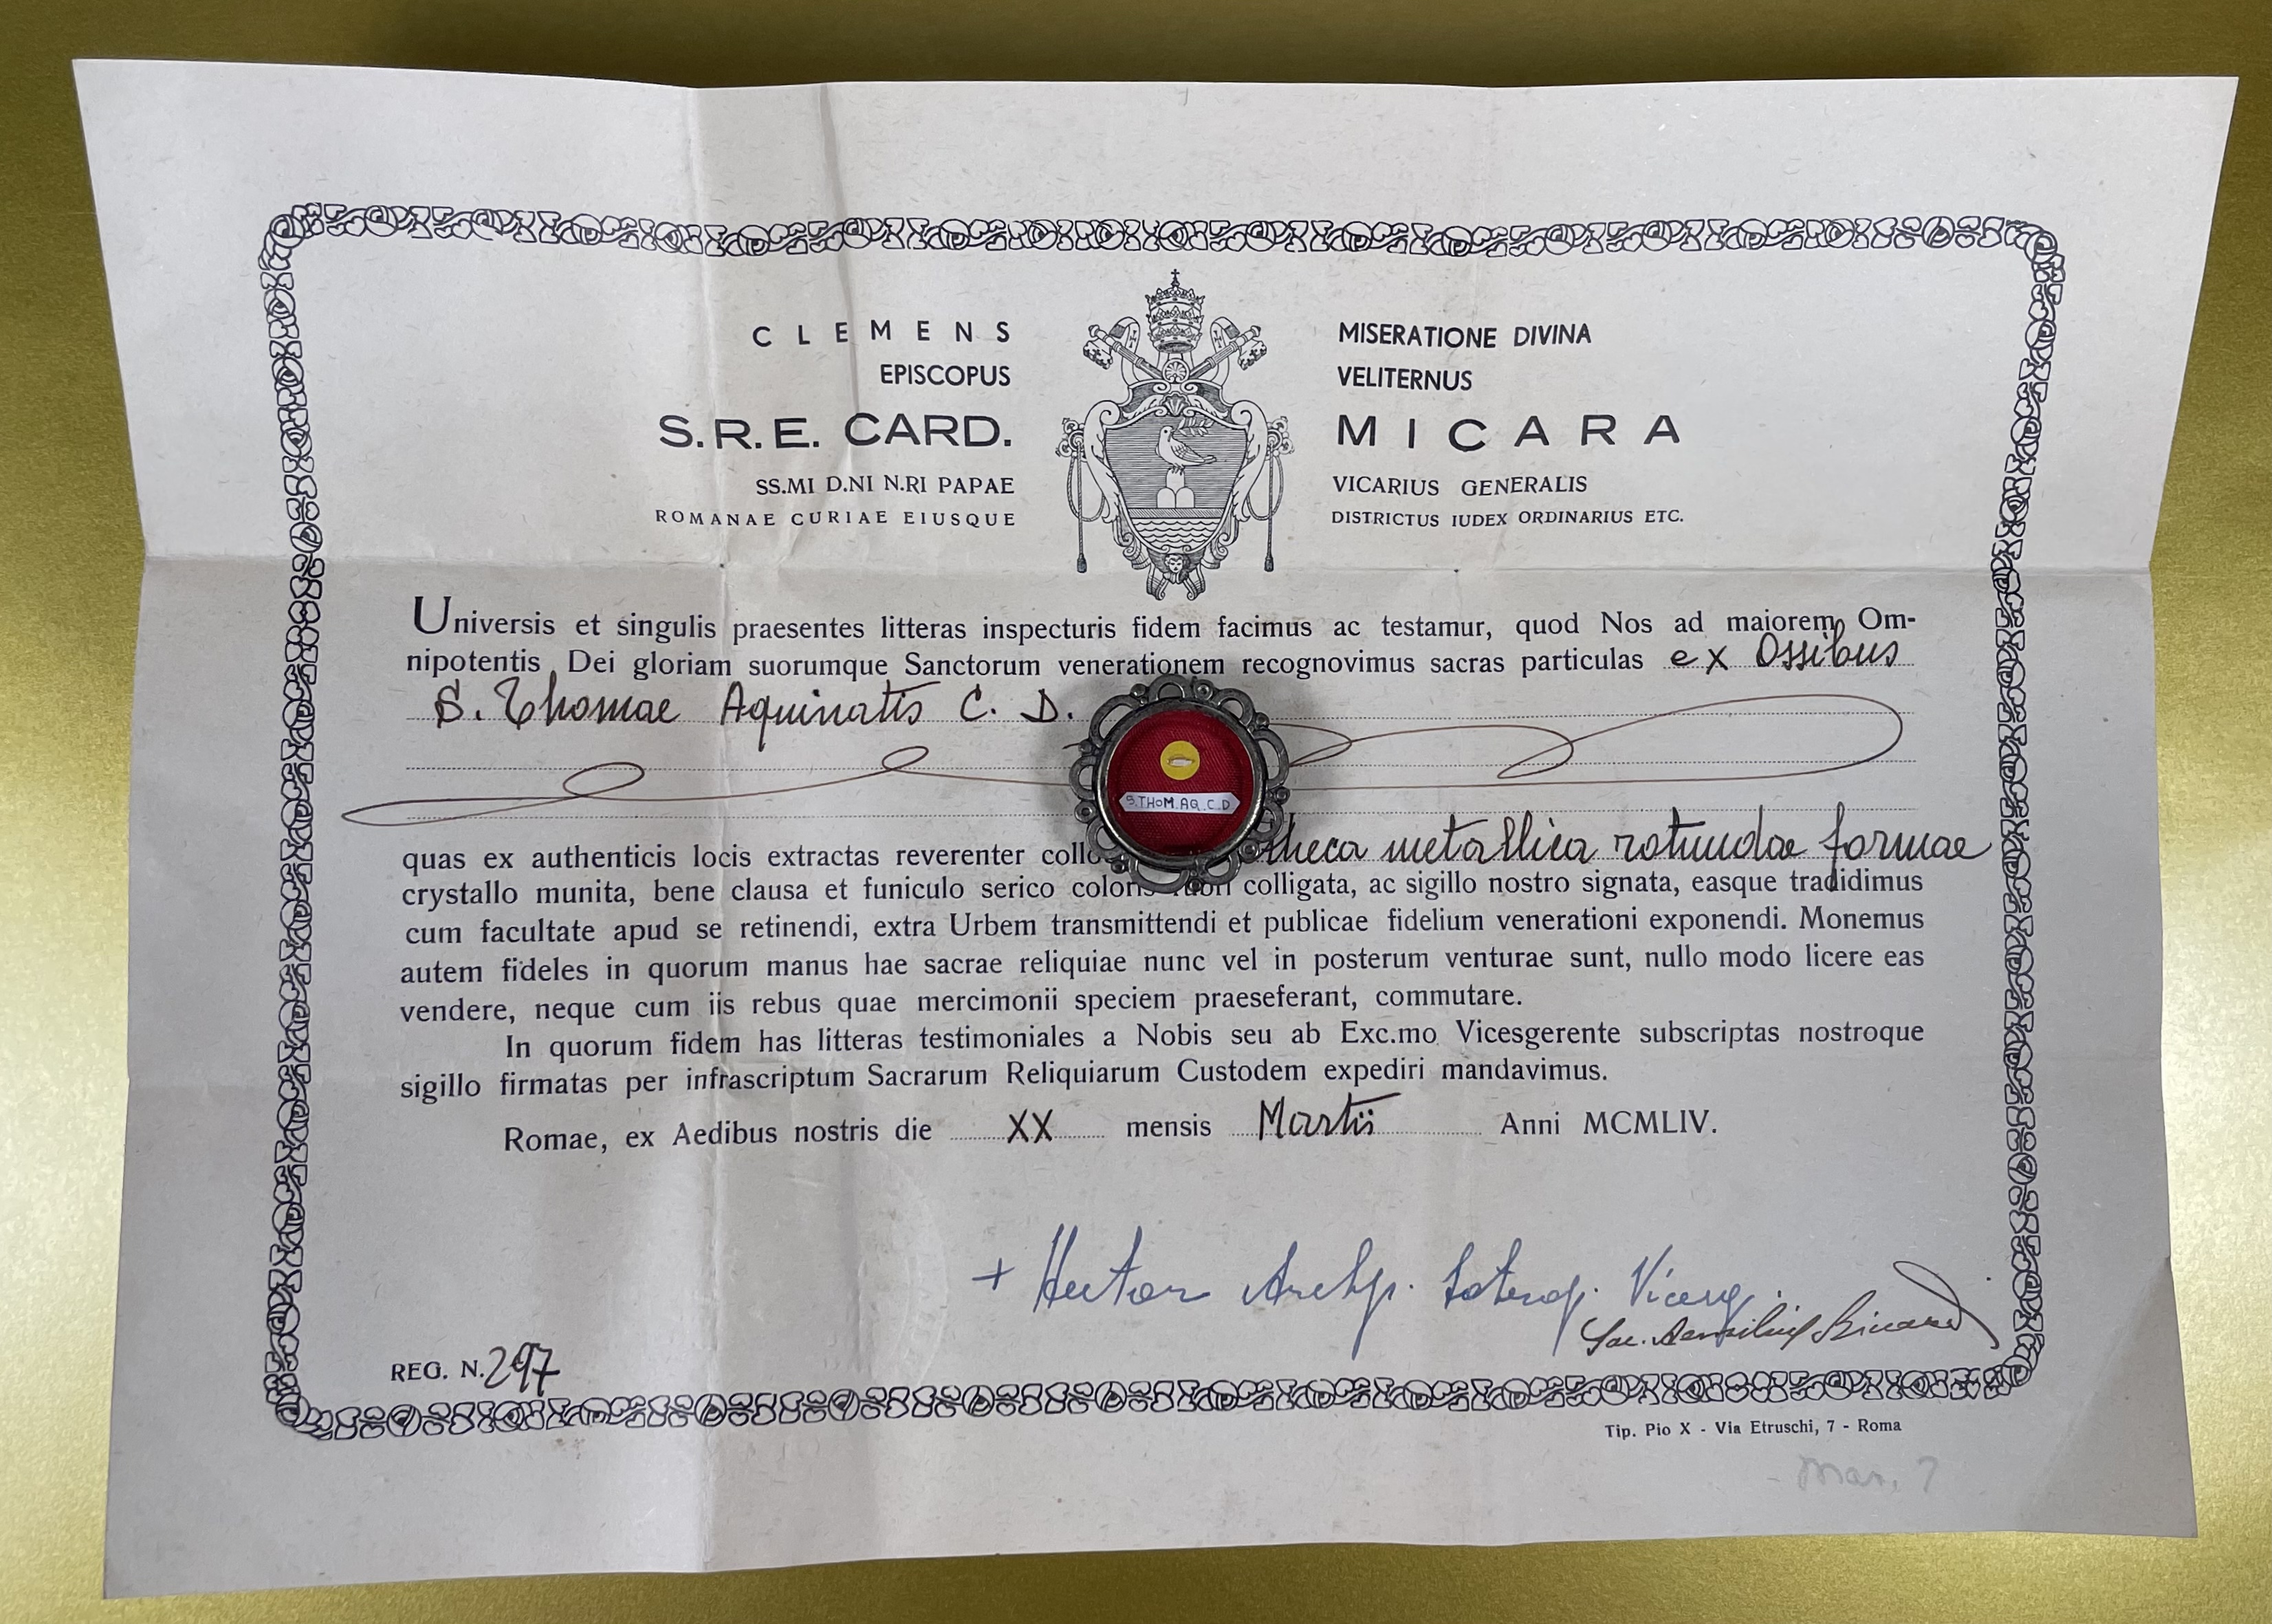 CLEMENS MISERATIONE DIVINA
EPISCOPUS VELITERNUS
S.R.E. CARD. MICARA
SS.MI D.NI N.RI PAPAE VICARIUS GENERALIS
ROMANAE CURIAE EIUSQUE DISTRICTUS IUDEX ORDINARIUS ETC.
Universis et singulis praesentes litteras inspecturis fidem facimus ac testamur, quod Nos ad maiorem Om-
nipotentis Dei gloriam suorumque Sanctorum venerationem recognovimus sacras particulas ex Ossibus
S. Thomae Aquinatis C. D.
S.THOM.AQ.C.D
quas ex authenticis locis extractas reverenter theca metallica rotundae formae
crystallo munita, bene clausa et funiculo serico coloris rubri colligata, ac sigillo nostro signata, easque tradidimus
cum facultate apud se retinendi, extra Urbem transmittendi et publicae fidelium venerationi exponendi. Monemus
autem fideles in quorum manus hae sacrae reliquiae nunc vel in posterum venturae sunt, nullo modo licere eas
vendere, neque cum iis rebus quae mercimonii speciem praeseferant, commutare.
In quorum fidem has litteras testimoniales a Nobis seu ab Exc.mo Vicesgerente subscriptas nostroque
sigillo firmatas per infrascriptum Sacrarum Reliquiarum Custodem expediri mandavimus.
Romae, ex Aedibus nostris die XX mensis Martii Anni MCMLIV.
+ Hector Archp. Viceg.
REG. N. 297
Tip. Pio X - Via Etruschi, 7 - Roma
- Mar. 7